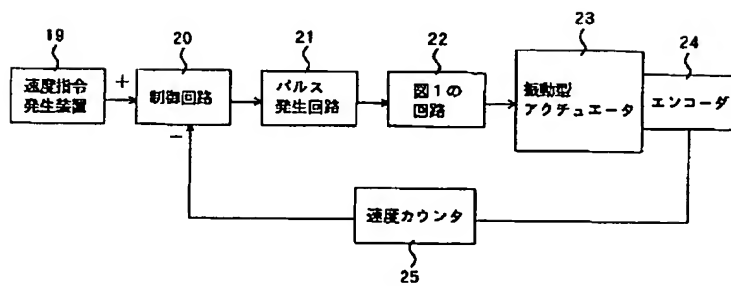 19
20
21
22
23
24
速度指令
発生装置
+
制御回路
−
パルス
発生回路
図1の
回路
振動型
アクチュエータ
エンコーダ
速度カウンタ
25